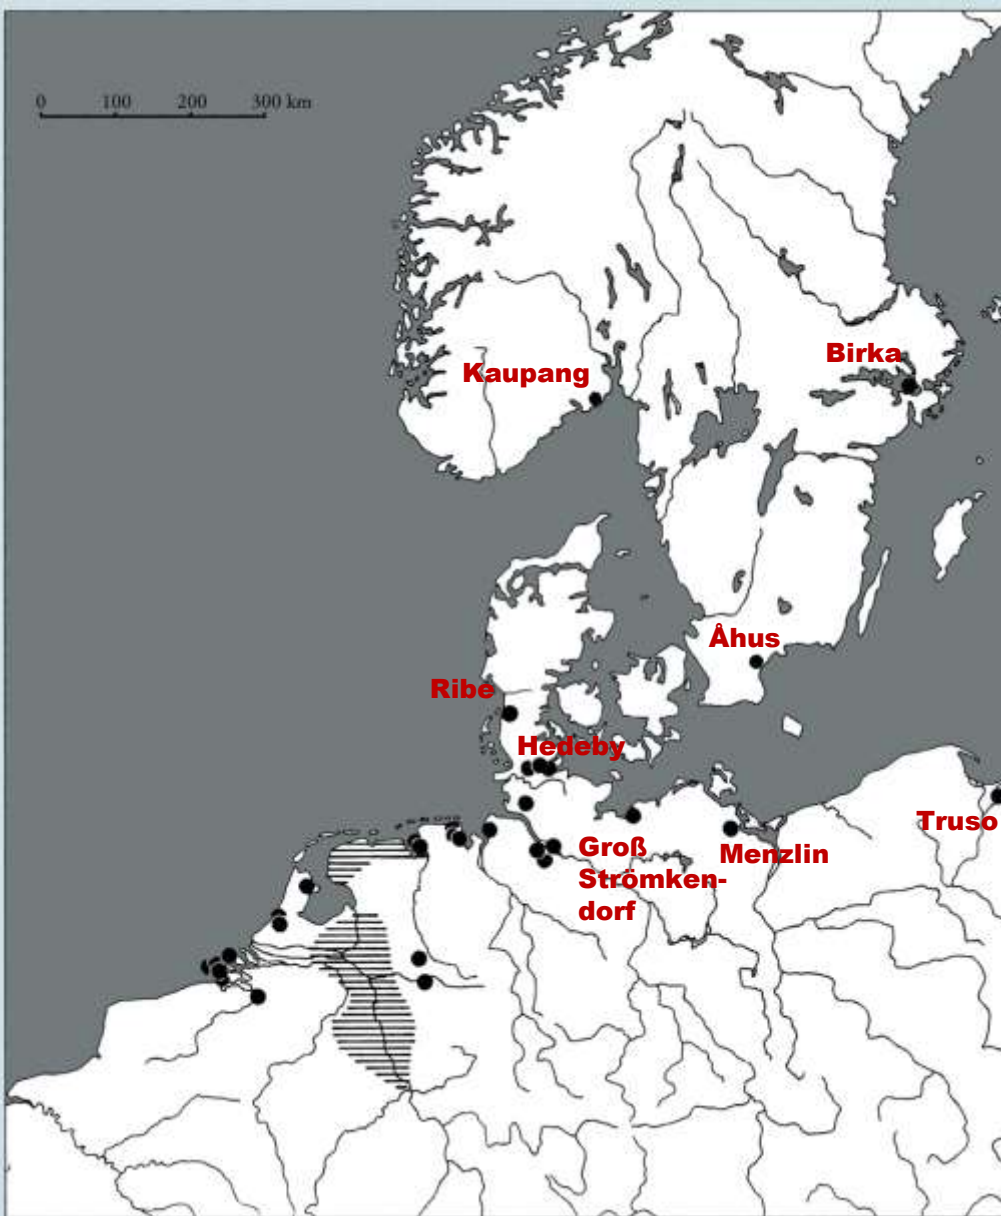 0 100 200 300 km
Birka
Kaupang
Åhus
Ribe
Hedeby
Truso
Groß
Strömken-
dorf
Menzlin